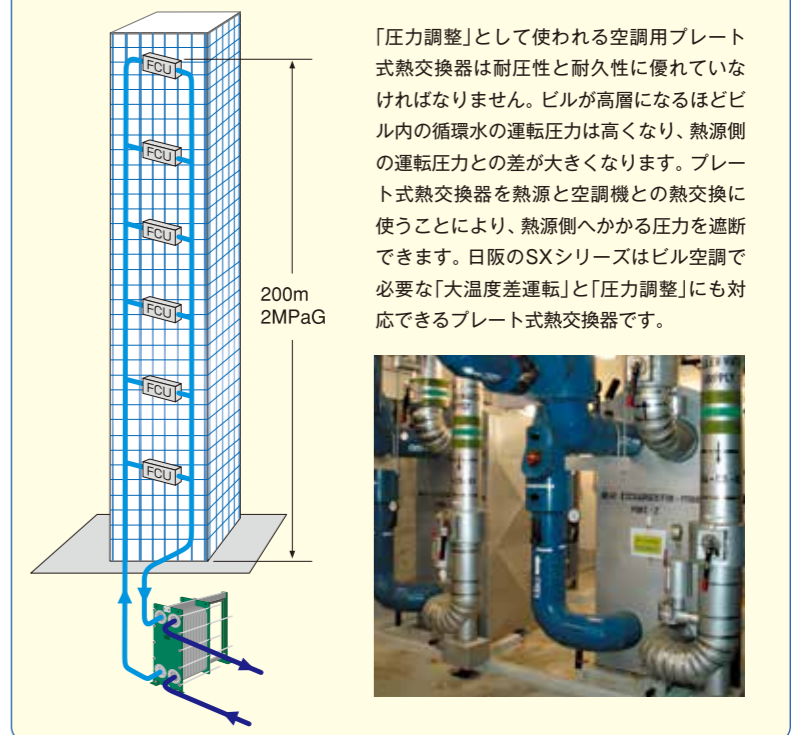 「圧力調整」として使われる空調用プレート
式熱交換器は耐圧性と耐久性に優れていな
ければなりません。ビルが高層になるほどビ
ル内の循環水の運転圧力は高くなり、熱源側
の運転圧力との差が大きくなります。プレー
ト式熱交換器を熱源と空調機との熱交換に
使うことにより、熱源側へかかる圧力を遮断
できます。日阪のSXシリーズはビル空調で
必要な「大温度差運転」と「圧力調整」にも対
応できるプレート式熱交換器です。
FCU
FCU
FCU
FCU
FCU
FCU
200m
2MPaG